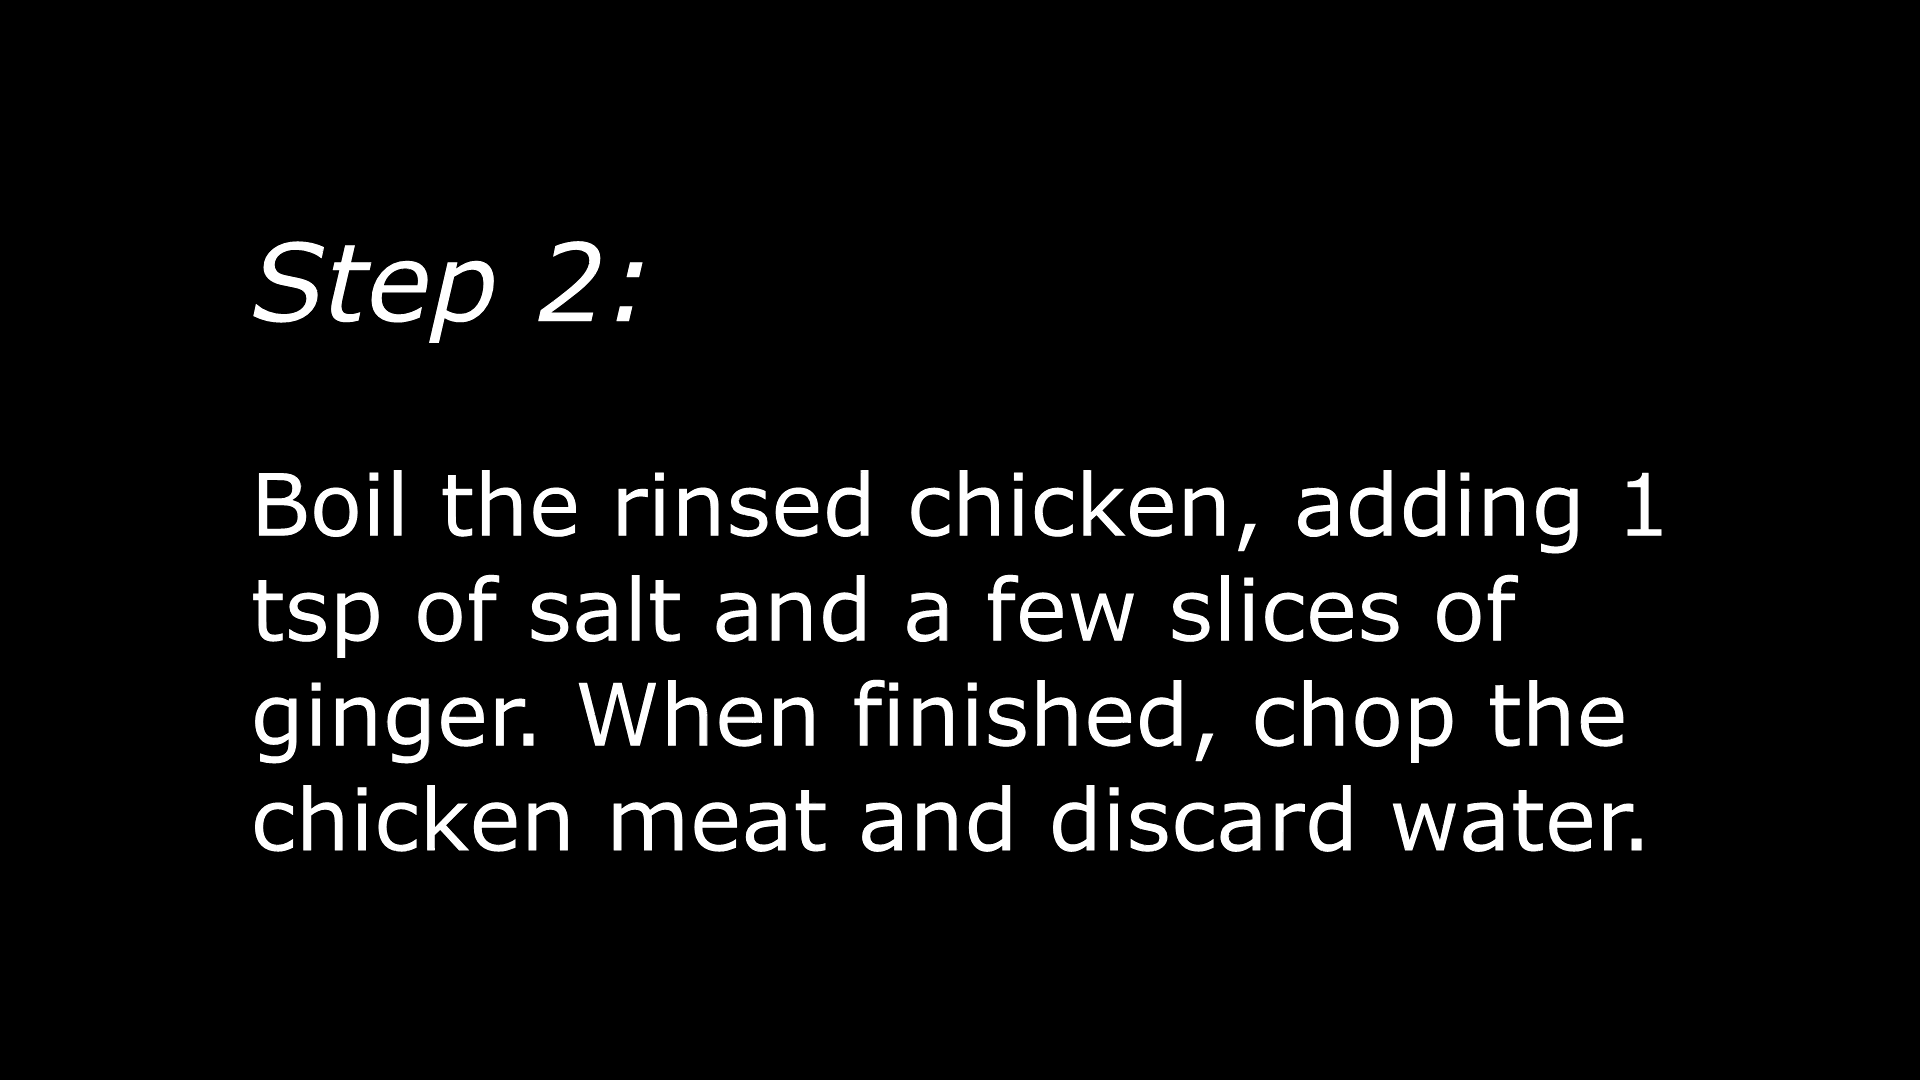 Step 2:
Boil the rinsed chicken, adding 1
tsp of salt and a few slices of
ginger. When finished, chop the
chicken meat and discard water.